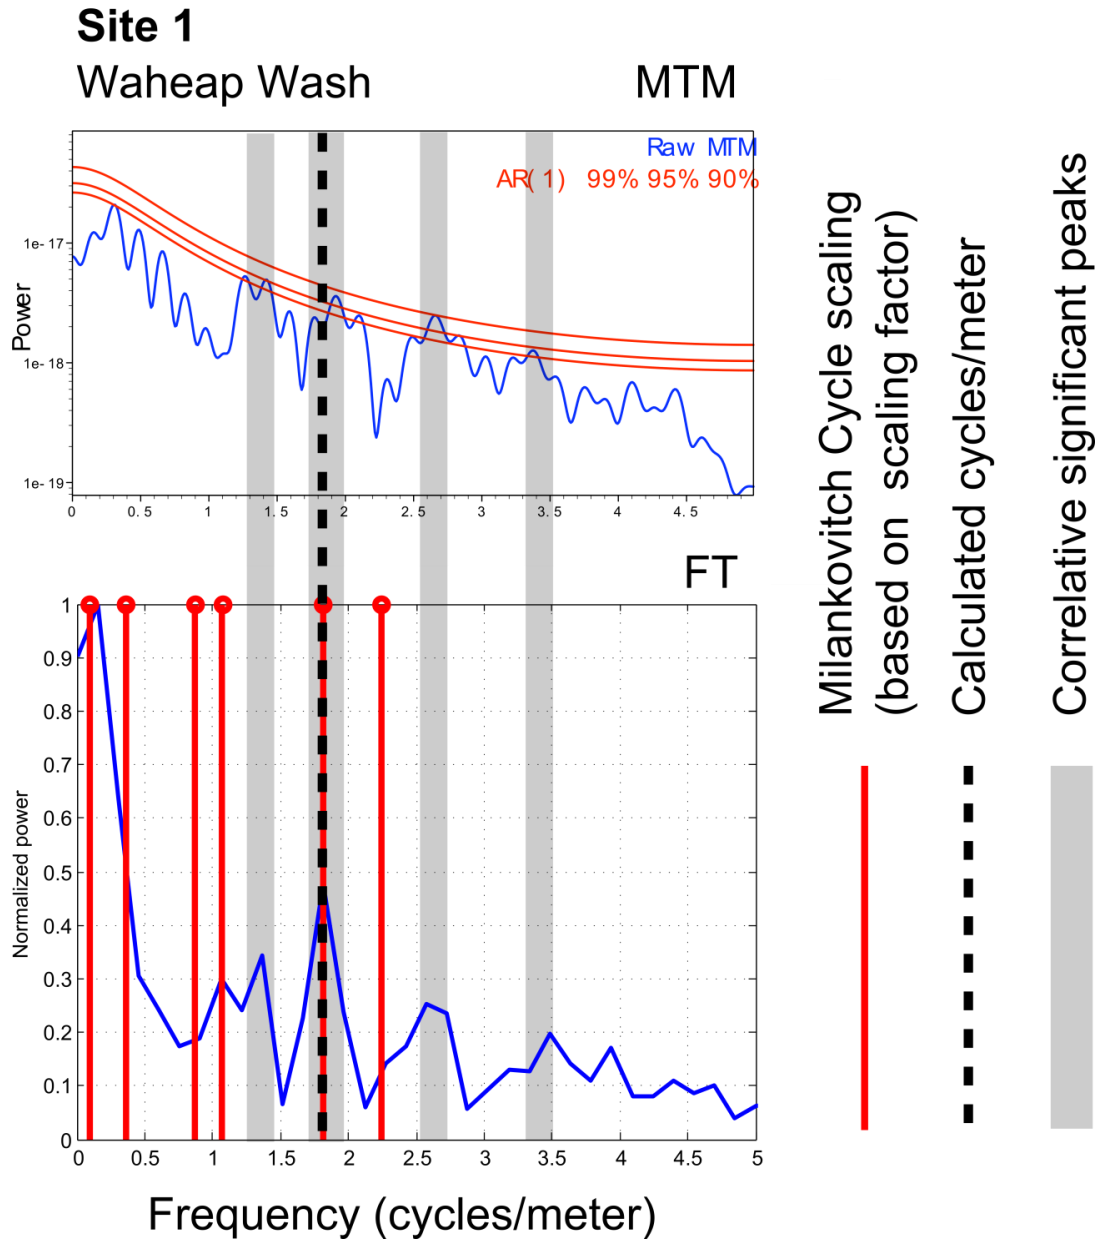 Site 1
Waheap Wash
MTM
Raw MTM
AR( 1) 99% 95% 90%
Power
1e- 17
1e- 18
1e- 19
0 0. 5 1 1. 5 2 2. 5 3 3. 5 4 4. 5
FT
Normalized power
1
0.9
0.8
0.7
0.6
0.5
0.4
0.3
0.2
0.1
0
0 0.5 1 1.5 2 2.5 3 3.5 4 4.5 5
Frequency (cycles/meter)
Milankovitch Cycle scaling
(based on scaling factor)
Calculated cycles/meter
Correlative significant peaks